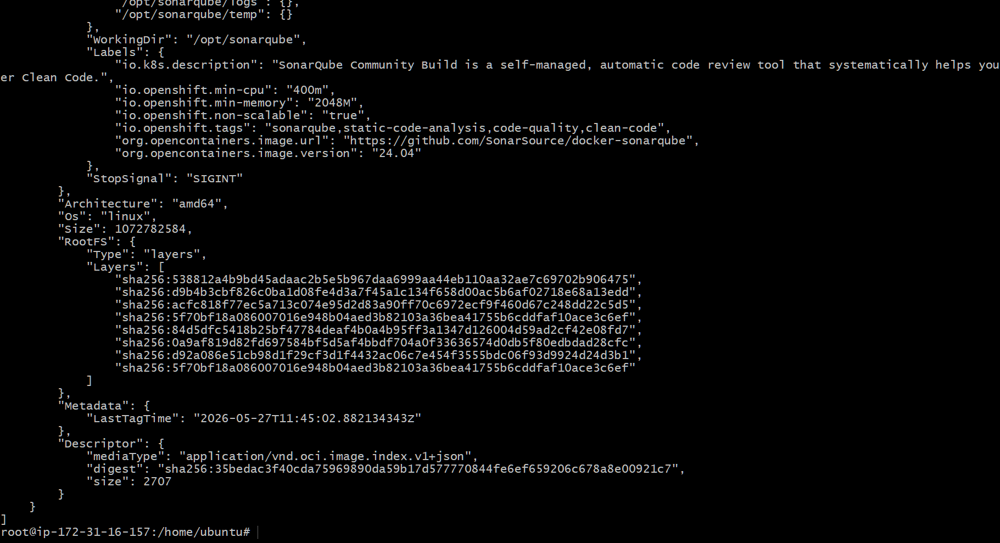 "/opt/sonarqube/logs": {},
"/opt/sonarqube/temp": {}
},
"WorkingDir": "/opt/sonarqube",
"Labels": {
"io.k8s.description": "SonarQube Community Build is a self-managed, automatic code review tool that systematically helps you
er Clean Code.",
"io.openshift.min-cpu": "400m",
"io.openshift.min-memory": "2048M",
"io.openshift.non-scalable": "true",
"io.openshift.tags": "sonarqube,static-code-analysis,code-quality,clean-code",
"org.opencontainers.image.url": "https://github.com/SonarSource/docker-sonarqube",
"org.opencontainers.image.version": "24.04"
},
"StopSignal": "SIGINT"
},
"Architecture": "amd64",
"Os": "linux",
"Size": 1072782584,
"RootFS": {
"Type": "layers",
"Layers": [
"sha256:538812a4b9bd45adaac2b5e5b967daa6999aa44eb110aa32ae7c69702b906475",
"sha256:d9b4b3cbf826c0ba1d08fe4d3a7f45a1c134f658d00ac5b6af02718e68a13edd",
"sha256:acfc818f77ec5a713c074e95d2d83a90ff70c6972ecf9f460d67c248dd22c5d5",
"sha256:5f70bf18a086007016e948b04aed3b82103a36bea41755b6cddfaf10ace3c6ef",
"sha256:84d5dfc5418b25bf47784deaf4b0a4b95ff3a1347d126004d59ad2cf42e08fd7",
"sha256:0a9af819d82fd697584bf5d5af4bbdf704a0f33636574d0db5f80edbdad28cfc",
"sha256:d92a086e51cb98d1f29cf3d1f4432ac06c7e454f3555bdc06f93d9924d24d3b1",
"sha256:5f70bf18a086007016e948b04aed3b82103a36bea41755b6cddfaf10ace3c6ef"
]
},
"Metadata": {
"LastTagTime": "2026-05-27T11:45:02.882134343Z"
},
"Descriptor": {
"mediaType": "application/vnd.oci.image.index.v1+json",
"digest": "sha256:35bedac3f40cda75969890da59b17d577770844fe6ef659206c678a8e00921c7",
"size": 2707
}
}
]
root@ip-172-31-16-157:/home/ubuntu#